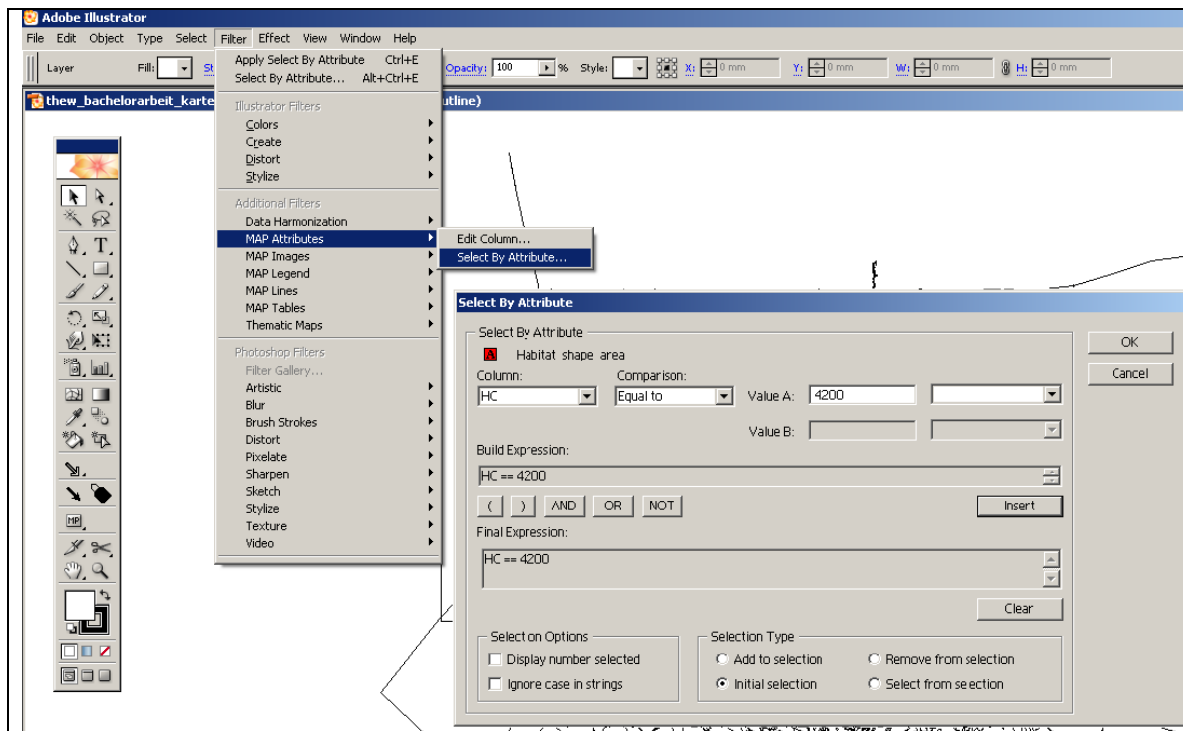 Adobe Illustrator
File Edit Object Type Select Filter Effect View Window Help
Layer Fill: St Opacity: 100 % Style: X: 0 mm Y: 0 mm W: 0 mm H: 0 mm
thew_bachelorarbeit_karte utline)
Apply Select By Attribute Ctrl+E
Select By Attribute... Alt+Ctrl+E
Illustrator Filters
Colors
Create
Distort
Stylize
Additional Filters
Data Harmonization
MAP Attributes
MAP Images
MAP Legend
MAP Lines
MAP Tables
Thematic Maps
Photoshop Filters
Filter Gallery...
Artistic
Blur
Brush Strokes
Distort
Pixelate
Sharpen
Sketch
Stylize
Texture
Video
Edit Column...
Select By Attribute...
T
MP
Select By Attribute
Select By Attribute
A Habitat shape area
Column: Comparison:
HC Equal to Value A: 4200
Value B:
Build Expression:
HC == 4200
( ) AND OR NOT Insert
Final Expression:
HC == 4200
Clear
Selection Options
Display number selected
Ignore case in strings
Selection Type
Add to selection Remove from selection
Initial selection Select from selection
OK
Cancel